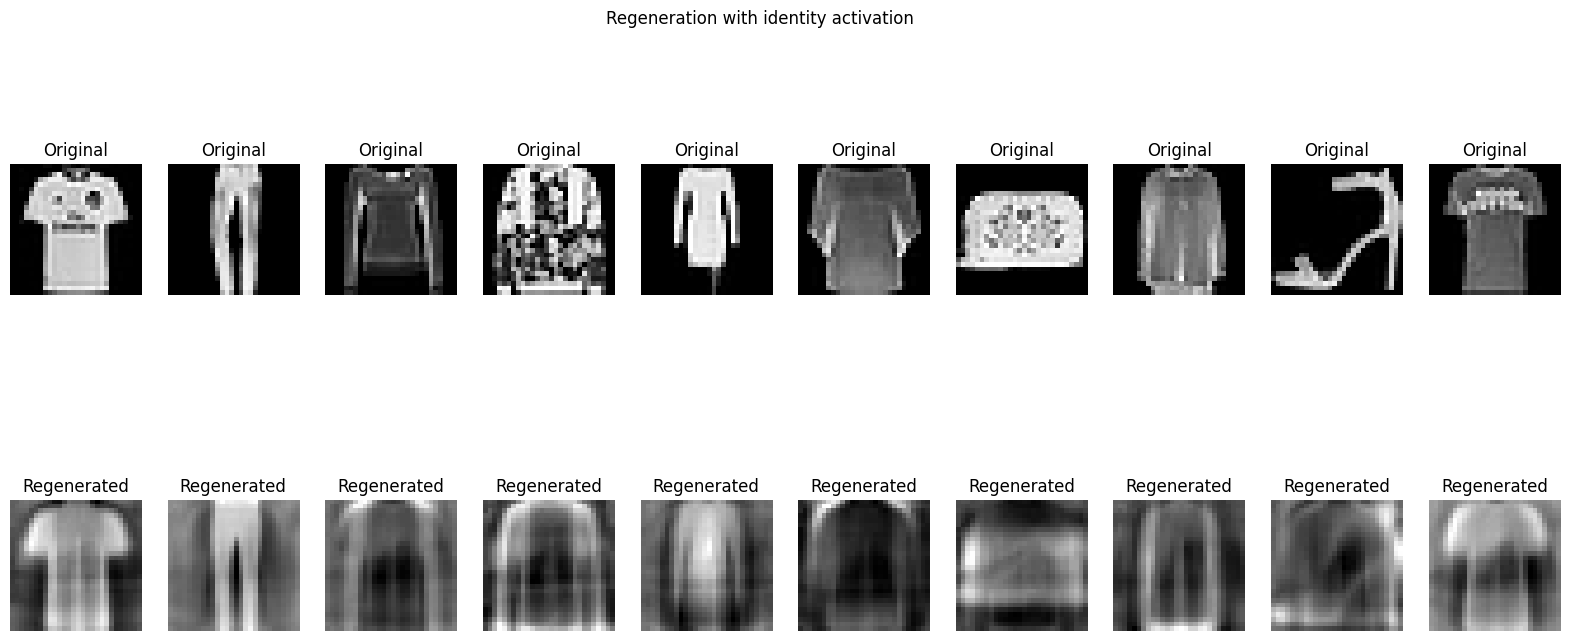 Regeneration with identity activation
Original Original Original Original Original Original Original Original Original Original
Regenerated Regenerated Regenerated Regenerated Regenerated Regenerated Regenerated Regenerated Regenerated Regenerated